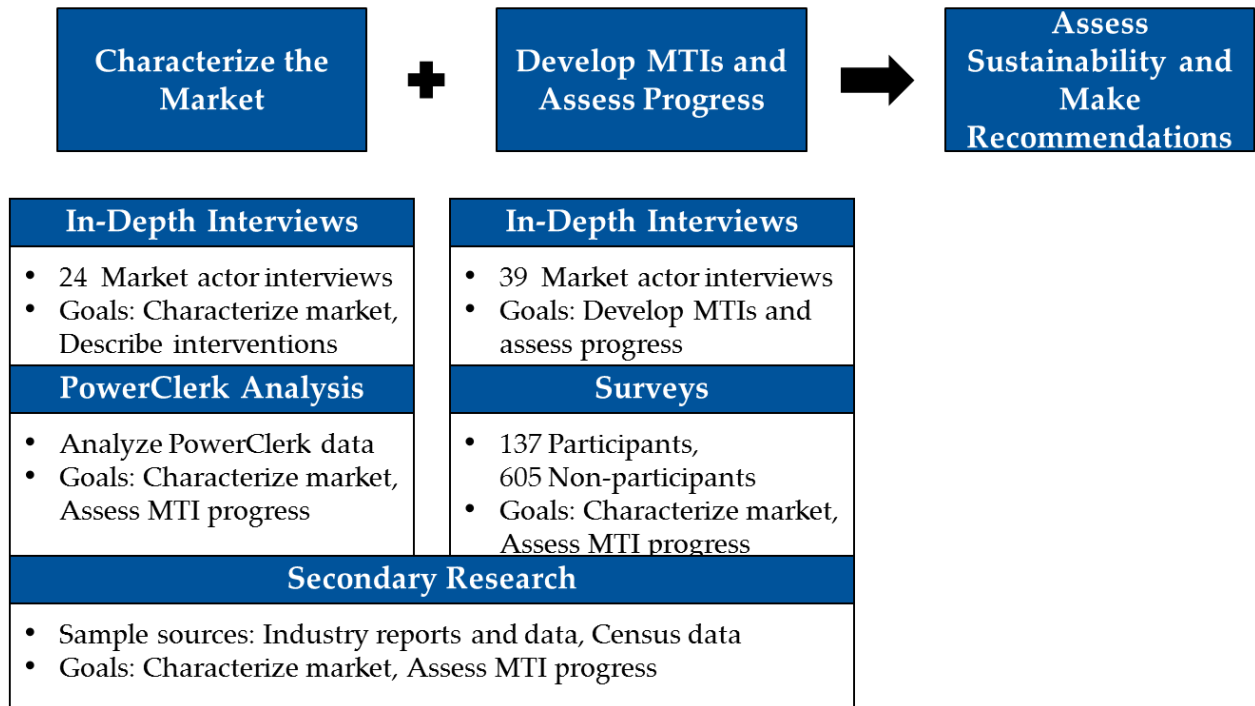 Characterize the
Market
Develop MTIs and
Assess Progress
Assess
Sustainability and
Make
Recommendations
In-Depth Interviews
• 24 Market actor interviews
• Goals: Characterize market,
Describe interventions
PowerClerk Analysis
• Analyze PowerClerk data
• Goals: Characterize market,
Assess MTI progress
In-Depth Interviews
• 39 Market actor interviews
• Goals: Develop MTIs and
assess progress
Surveys
• 137 Participants,
605 Non-participants
• Goals: Characterize market,
Assess MTI progress
Secondary Research
• Sample sources: Industry reports and data, Census data
• Goals: Characterize market, Assess MTI progress